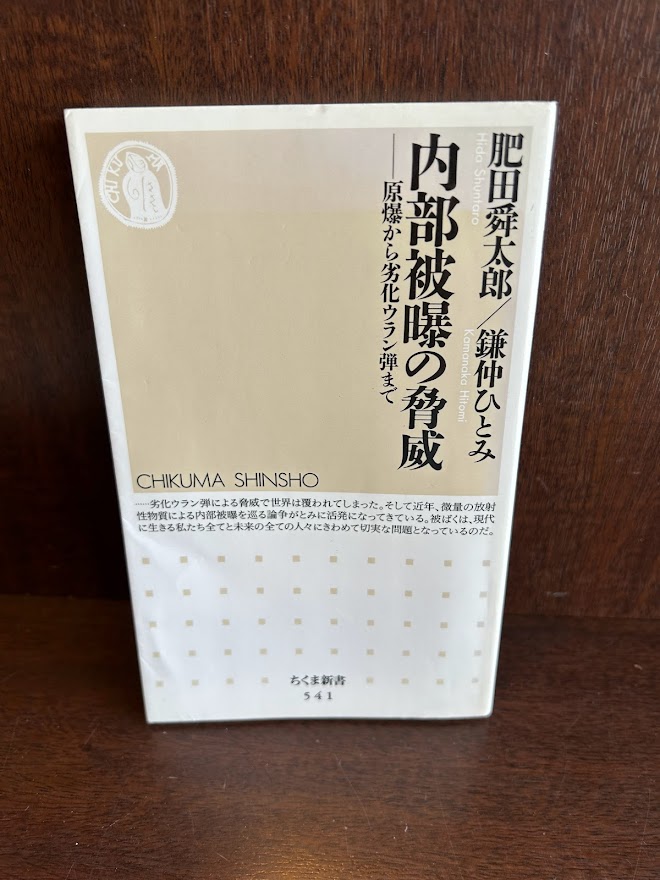 肥田舜太郎／鎌仲ひとみ
Hida Shuntaro
Kamanaka Hitomi
内部被曝の脅威
──原爆から劣化ウラン弾まで
CHIKUMA SHINSHO
……劣化ウラン弾による脅威で世界は覆われてしまった。そして近年、微量の放射
性物質による内部被曝を巡る論争がとみに活発になってきている。被ばくは、現代
に生きる私たち全てと未来の全ての人々にきわめて切実な問題となっているのだ。
ちくま新書
541